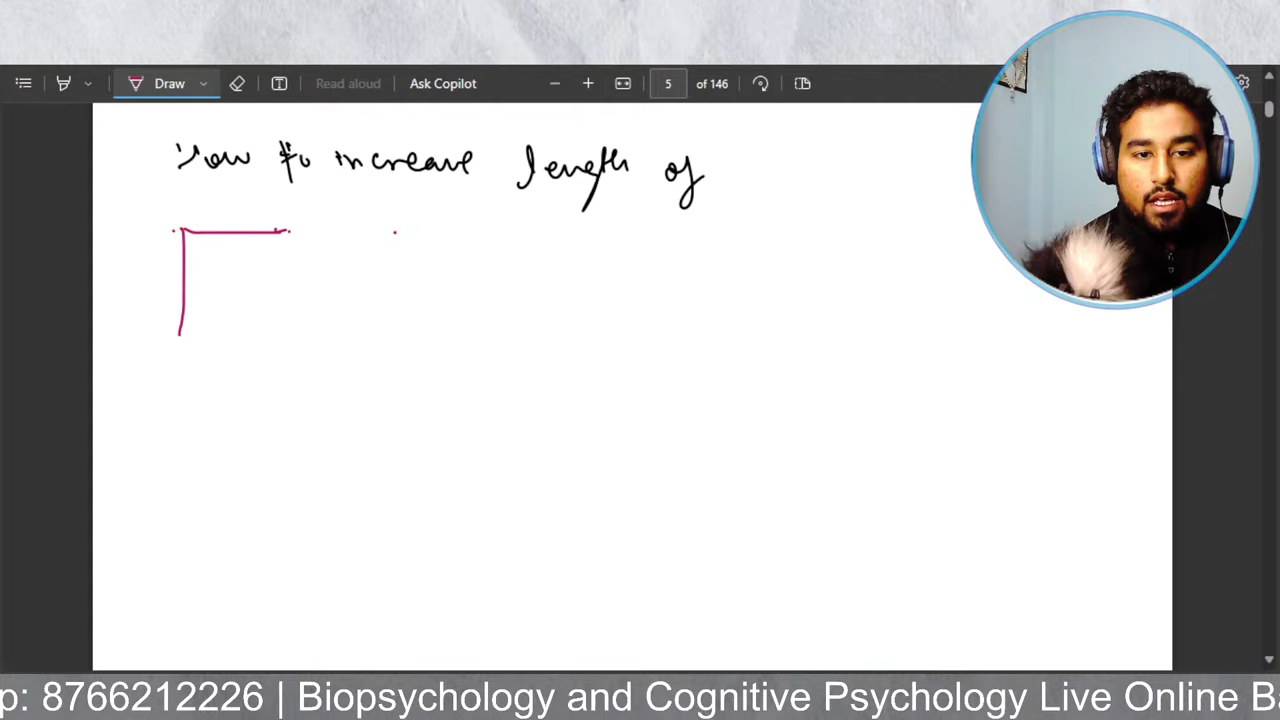 Read aloud
Draw
Ask Copilot
5 of 146
How to increase length of
p: 8766212226 | Biopsychology and Cognitive Psychology Live Online B